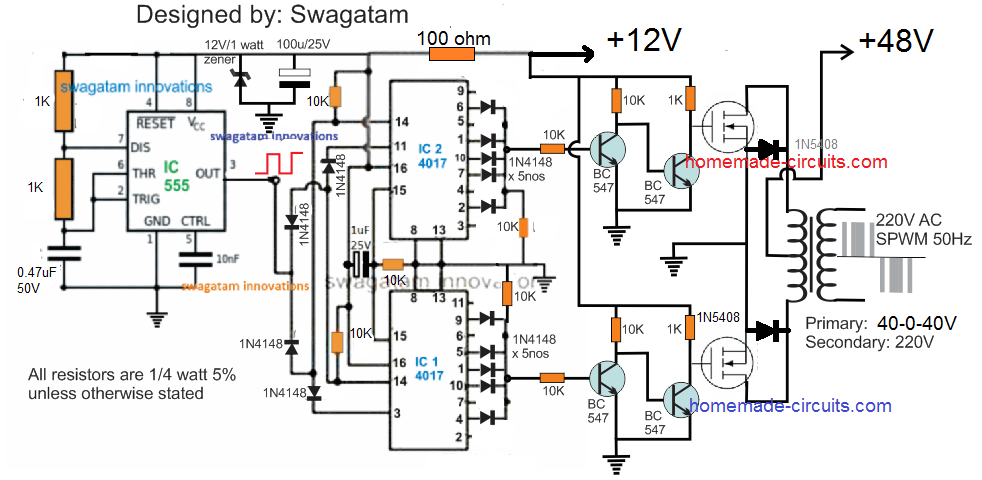 Designed by: Swagatam
100 ohm
+12V
+48V
12V/1 watt
zener
100u/25V
swagatam innovations
1K
10K
4
8
RESET
VCC
7
DIS
6
THR
2
TRIG
IC
555
OUT
3
GND
CTRL
1
5
1K
0.47uF
50V
10nF
swagatam innovations
swagatam innovations
1N4148
1N4148
1N4148
1N4148
14
11
16
15
IC 2
4017
9
6
5
1
10
7
4
3
2
8
13
1N4148
x 5nos
10K
10K
1uF
25V
10K
swagatam innov
or
10K
8
13
15
16
14
3
IC 1
4017
11
9
6
5
1
7
10
4
2
1N4148
x 5nos
10K
10K
10K
1K
BC
547
BC
547
1N5408
homemade-circuits.com
10K
1K
BC
547
BC
547
1N5408
homemade-circuits.com
220V AC
SPWM 50Hz
Primary: 40-0-40V
Secondary: 220V
All resistors are 1/4 watt 5%
unless otherwise stated